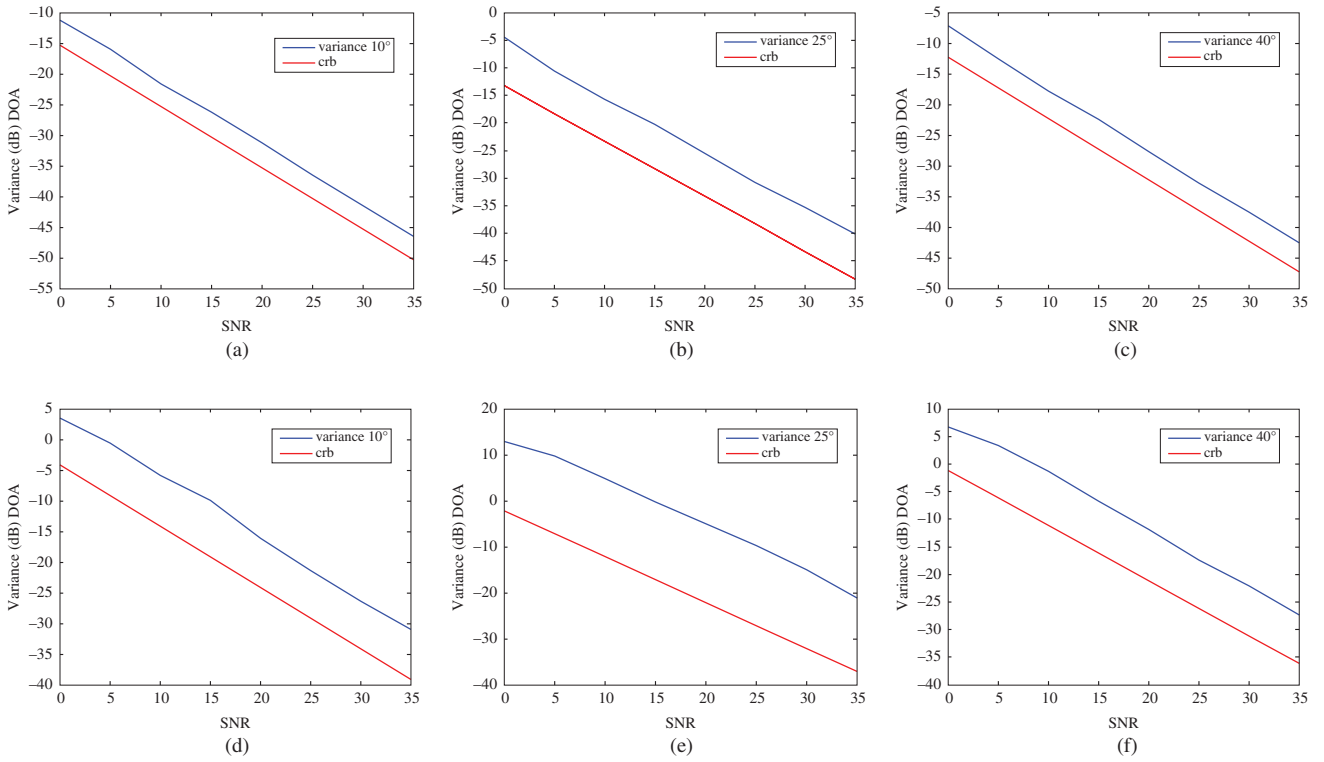 –10
–15
–20
–25
–30
–35
–40
–45
–50
–55
Variance (dB) DOA
variance 10°
crb
0 5 10 15 20 25 30 35
SNR
(a)
0
–5
–10
–15
–20
–25
–30
–35
–40
–45
–50
Variance (dB) DOA
variance 25°
crb
0 5 10 15 20 25 30 35
SNR
(b)
–5
–10
–15
–20
–25
–30
–35
–40
–45
–50
Variance (dB) DOA
variance 40°
crb
0 5 10 15 20 25 30 35
SNR
(c)
5
0
–5
–10
–15
–20
–25
–30
–35
–40
Variance (dB) DOA
variance 10°
crb
0 5 10 15 20 25 30 35
SNR
(d)
20
10
0
–10
–20
–30
–40
Variance (dB) DOA
variance 25°
crb
0 5 10 15 20 25 30 35
SNR
(e)
10
5
0
–5
–10
–15
–20
–25
–30
–35
–40
Variance (dB) DOA
variance 40°
crb
0 5 10 15 20 25 30 35
SNR
(f)